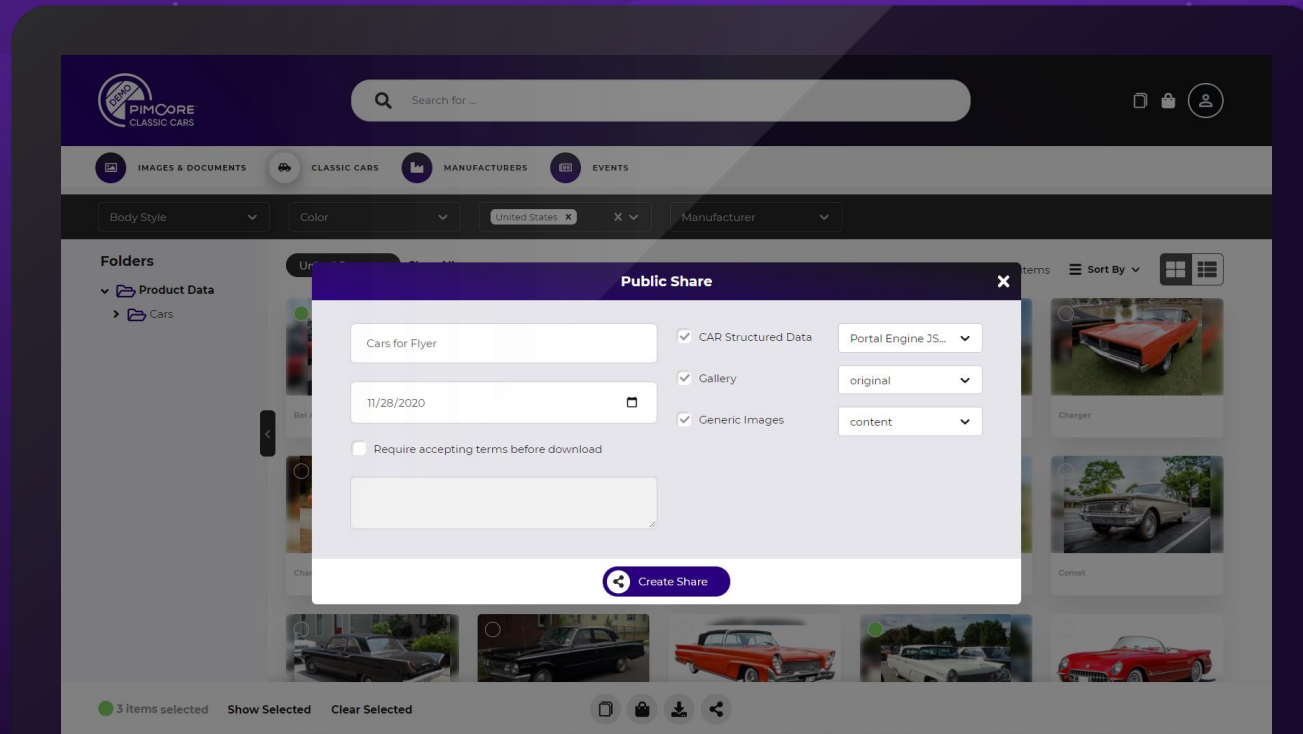 DEMO
PIMCORE
CLASSIC CARS
Search for ...
IMAGES & DOCUMENTS
CLASSIC CARS
MANUFACTURERS
EVENTS
Body Style
Color
United States x
Manufacturer
Folders
Product Data
Cars
Sort By
Public Share
Cars for Flyer
11/28/2020
Require accepting terms before download
CAR Structured Data
Portal Engine JS...
Gallery
original
Generic Images
content
Create Share
Bel
Charger
Comet
3 items selected
Show Selected
Clear Selected